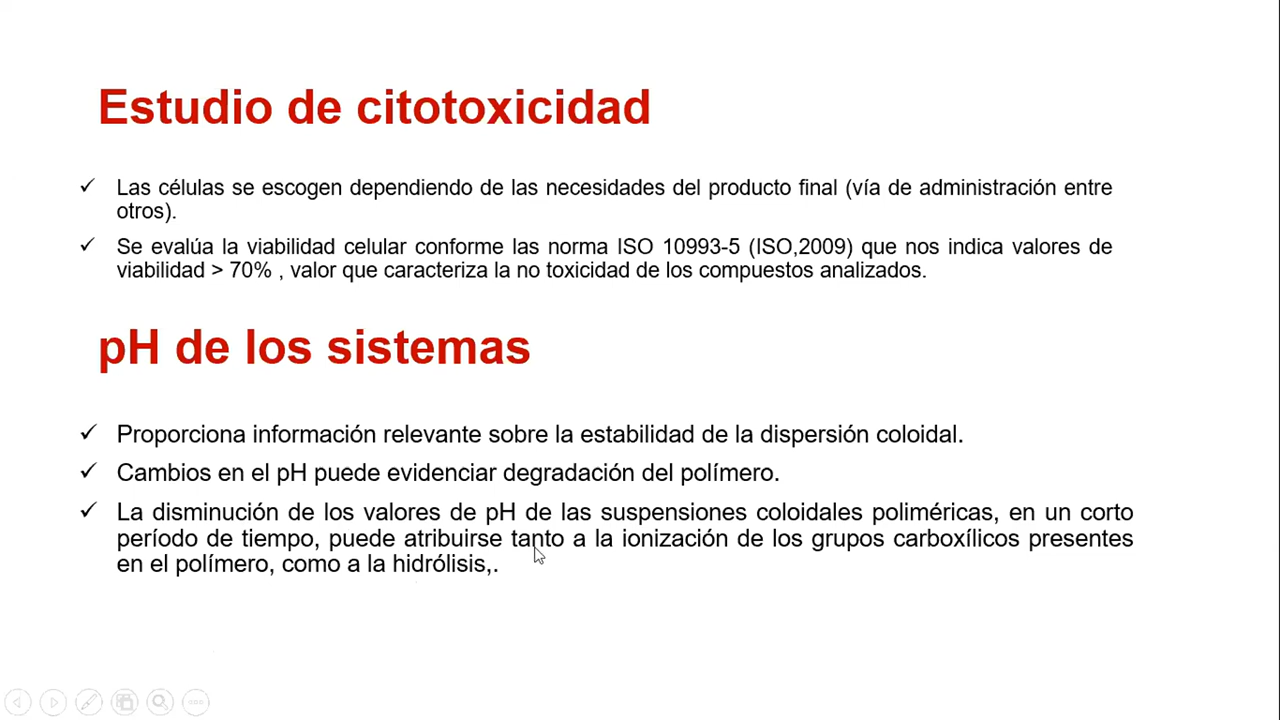 Estudio de citotoxicidad
✓ Las células se escogen dependiendo de las necesidades del producto final (vía de administración entre
otros).
✓ Se evalúa la viabilidad celular conforme las norma ISO 10993-5 (ISO,2009) que nos indica valores de
viabilidad > 70% , valor que caracteriza la no toxicidad de los compuestos analizados.
pH de los sistemas
✓ Proporciona información relevante sobre la estabilidad de la dispersión coloidal.
✓ Cambios en el pH puede evidenciar degradación del polímero.
✓ La disminución de los valores de pH de las suspensiones coloidales poliméricas, en un corto
período de tiempo, puede atribuirse tanto a la ionización de los grupos carboxílicos presentes
en el polímero, como a la hidrólisis,.